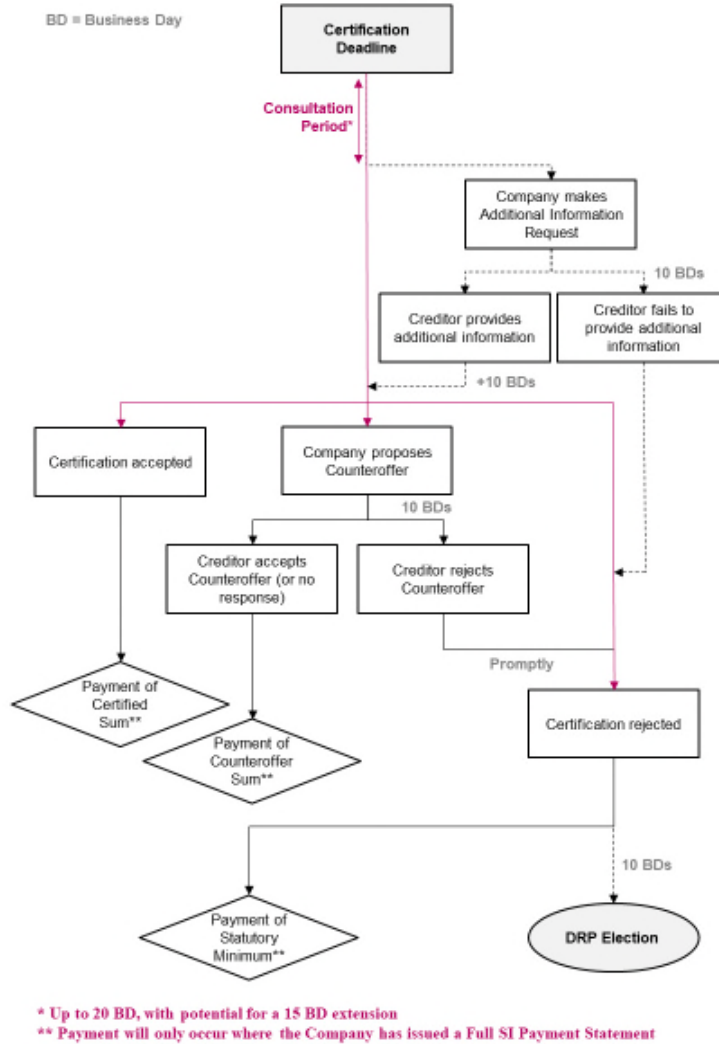 BD = Business Day
Certification
Deadline
Consultation
Period*
Company makes
Additional Information
Request
10 BDs
Creditor provides
additional information
Creditor fails to
provide additional
information
+10 BDs
Certification accepted
Company proposes
Counteroffer
10 BDs
Creditor accepts
Counteroffer (or no
response)
Creditor rejects
Counteroffer
Promptly
Payment of
Certified
Sum**
Payment of
Counteroffer
Sum**
Certification rejected
10 BDs
Payment of
Statutory
Minimum**
DRP Election
* Up to 20 BD, with potential for a 15 BD extension
** Payment will only occur where the Company has issued a Full SI Payment Statement